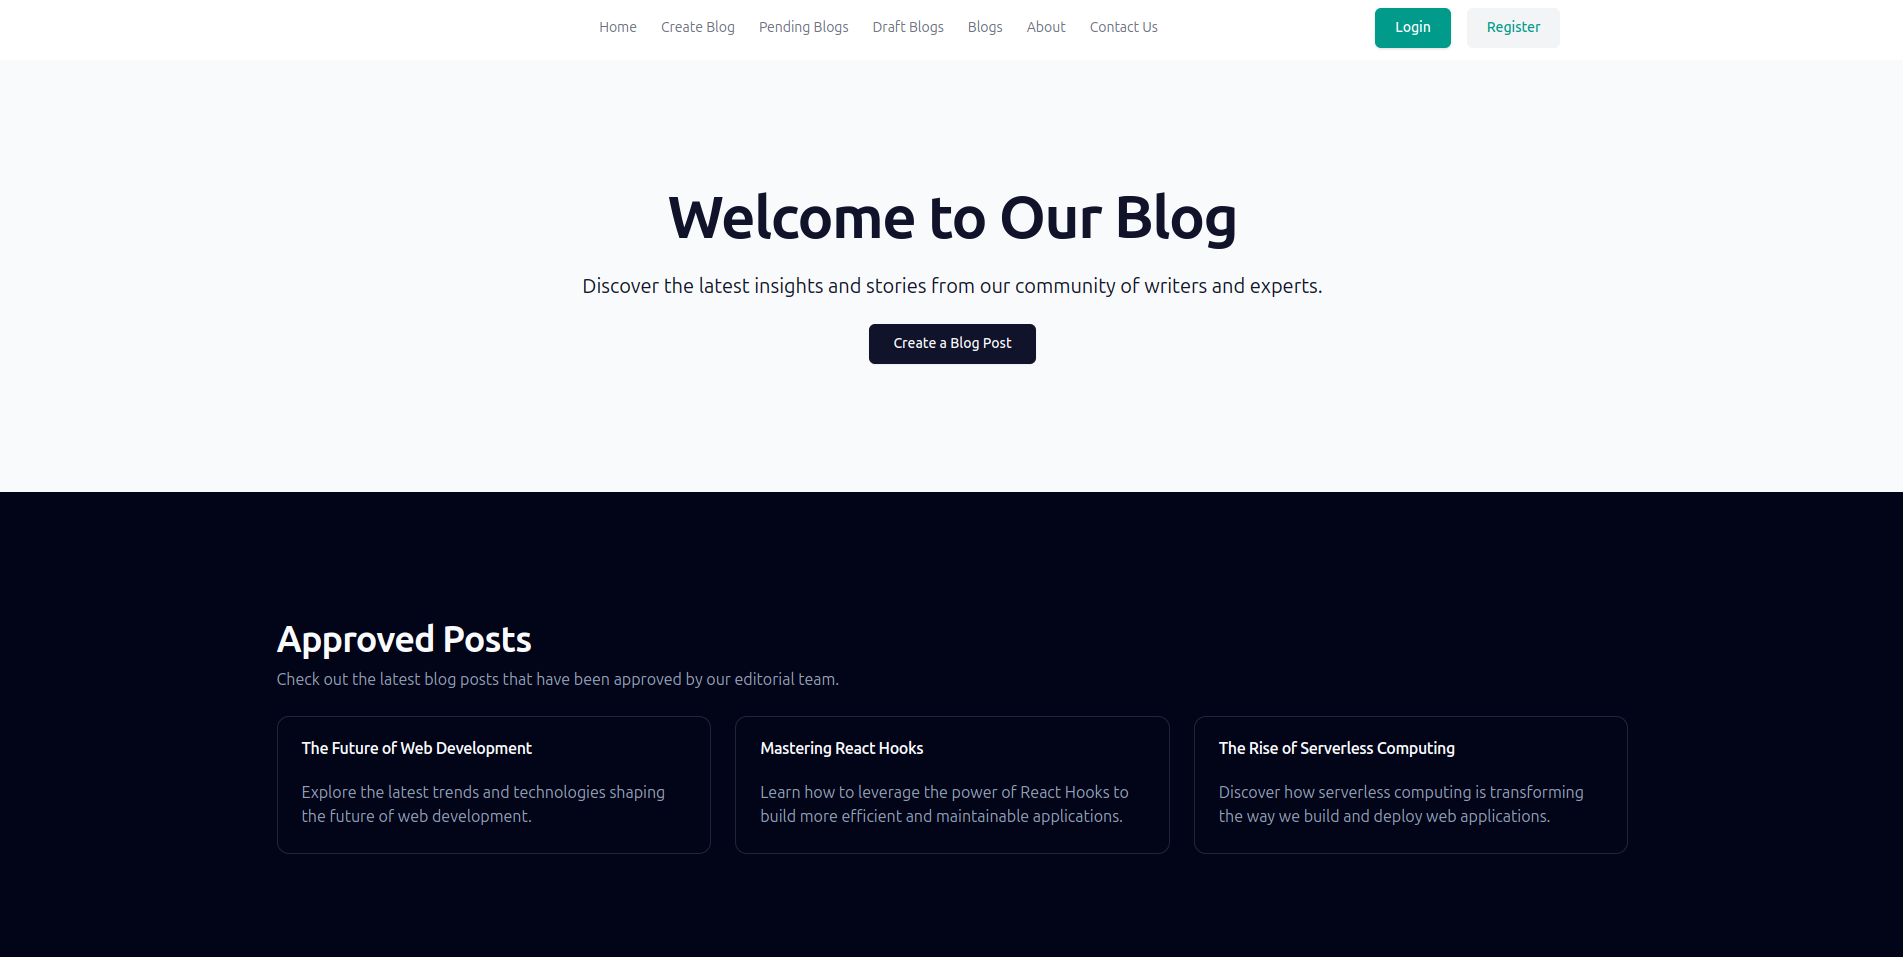 Home Create Blog Pending Blogs Draft Blogs Blogs About Contact Us Login Register
Welcome to Our Blog
Discover the latest insights and stories from our community of writers and experts.
Create a Blog Post
Approved Posts
Check out the latest blog posts that have been approved by our editorial team.
The Future of Web Development
Explore the latest trends and technologies shaping
the future of web development.
Mastering React Hooks
Learn how to leverage the power of React Hooks to
build more efficient and maintainable applications.
The Rise of Serverless Computing
Discover how serverless computing is transforming
the way we build and deploy web applications.